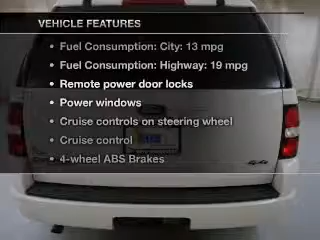 VEHICLE FEATURES
• Fuel Consumption: City: 13 mpg
• Fuel Consumption: Highway: 19 mpg
• Remote power door locks
• Power windows
• Cruise controls on steering wheel
• Cruise control
• 4-wheel ABS Brakes